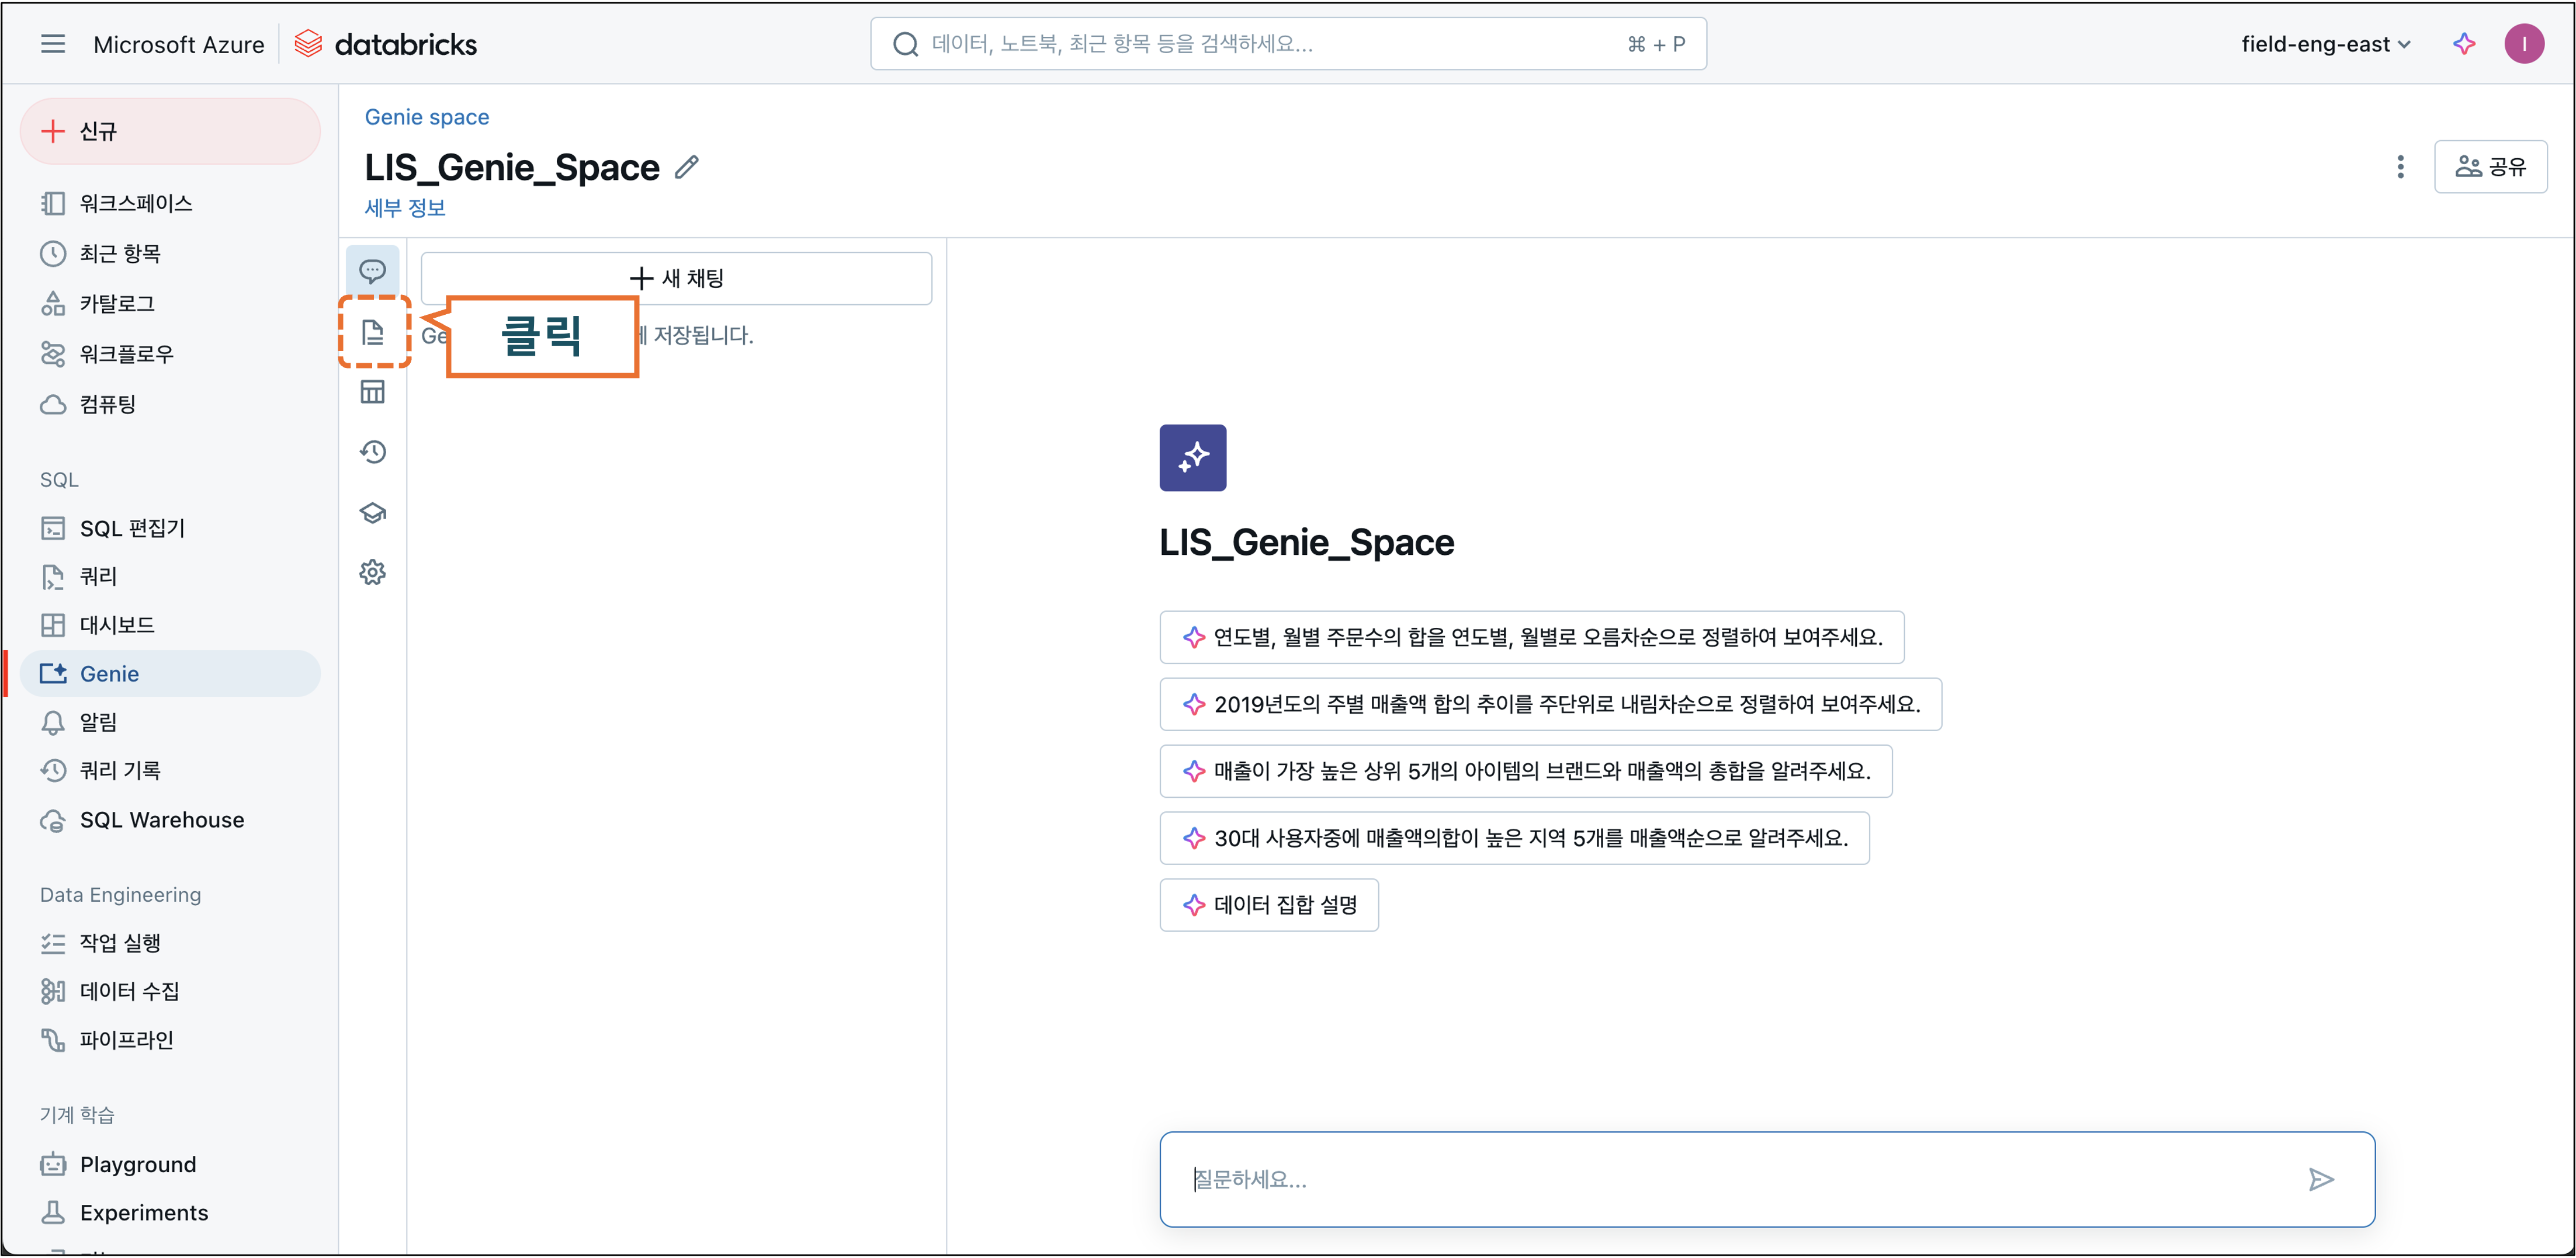 Microsoft Azure
databricks
데이터, 노트북, 최근 항목 등을 검색하세요...
⌘ + P
field-eng-east
I
신규
워크스페이스
최근 항목
카탈로그
워크플로우
컴퓨팅
SQL
SQL 편집기
쿼리
대시보드
Genie
알림
쿼리 기록
SQL Warehouse
Data Engineering
작업 실행
데이터 수집
파이프라인
기계 학습
Playground
Experiments
Genie space
LIS_Genie_Space
세부 정보
공유
새 채팅
클릭
Ge
저장됩니다.
LIS_Genie_Space
연도별, 월별 주문수의 합을 연도별, 월별로 오름차순으로 정렬하여 보여주세요.
2019년도의 주별 매출액 합의 추이를 주단위로 내림차순으로 정렬하여 보여주세요.
매출이 가장 높은 상위 5개의 아이템의 브랜드와 매출액의 총합을 알려주세요.
30대 사용자중에 매출액의합이 높은 지역 5개를 매출액순으로 알려주세요.
데이터 집합 설명
질문하세요...